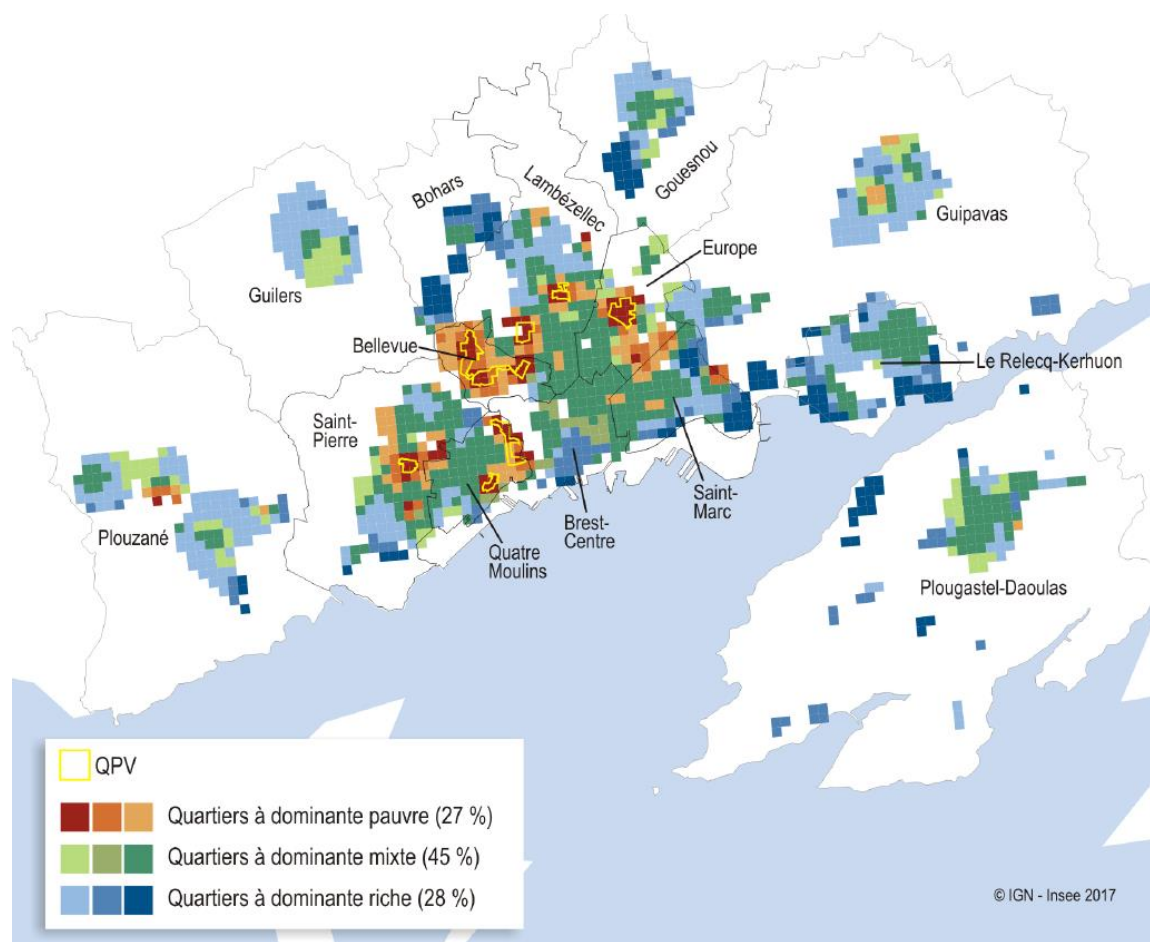 Bohars
Lambézellec
Gouesnou
Guipavas
Europe
Guilers
Bellevue
Le Relecq-Kerhuon
Saint-
Pierre
Saint-
Marc
Plouzané
Brest-
Centre
Quatre
Moulins
Plougastel-Daoulas
QPV
Quartiers à dominante pauvre (27 %)
Quartiers à dominante mixte (45 %)
Quartiers à dominante riche (28 %)
© IGN - Insee 2017